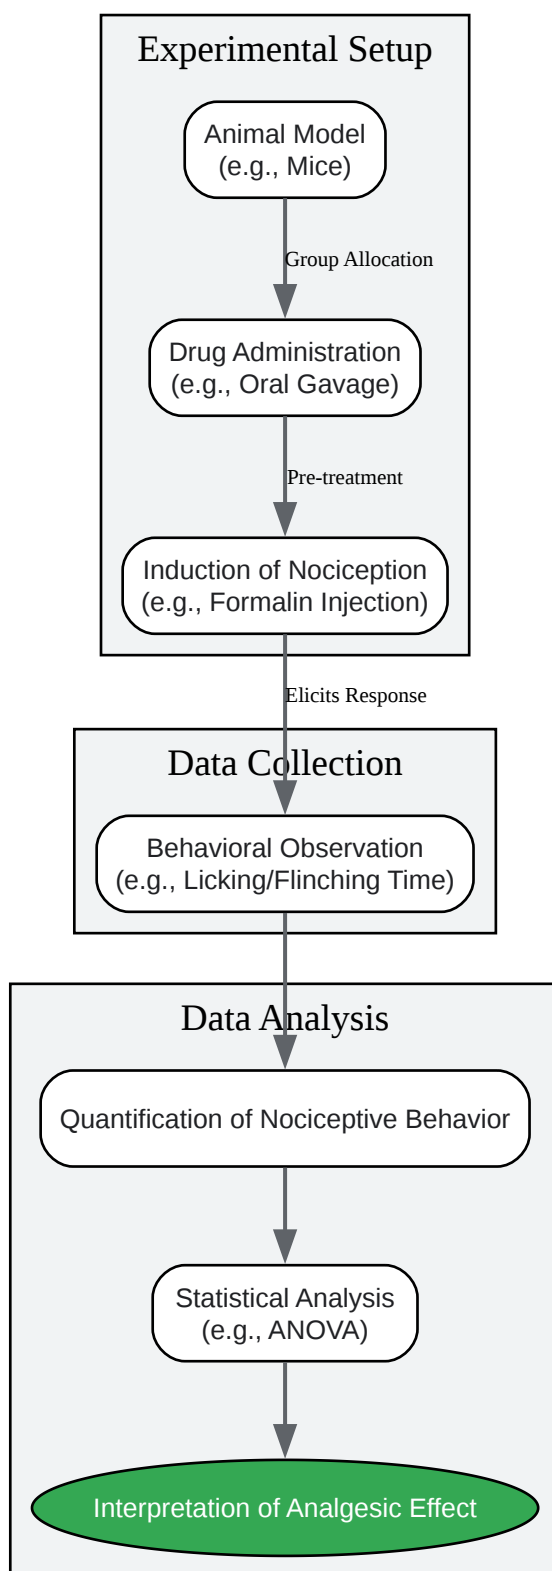 Experimental Setup
Animal Model
(e.g., Mice)
Group Allocation
Drug Administration
(e.g., Oral Gavage)
Pre-treatment
Induction of Nociception
(e.g., Formalin Injection)
Elicits Response
Data Collection
Behavioral Observation
(e.g., Licking/Flinching Time)
Data Analysis
Quantification of Nociceptive Behavior
Statistical Analysis
(e.g., ANOVA)
Interpretation of Analgesic Effect